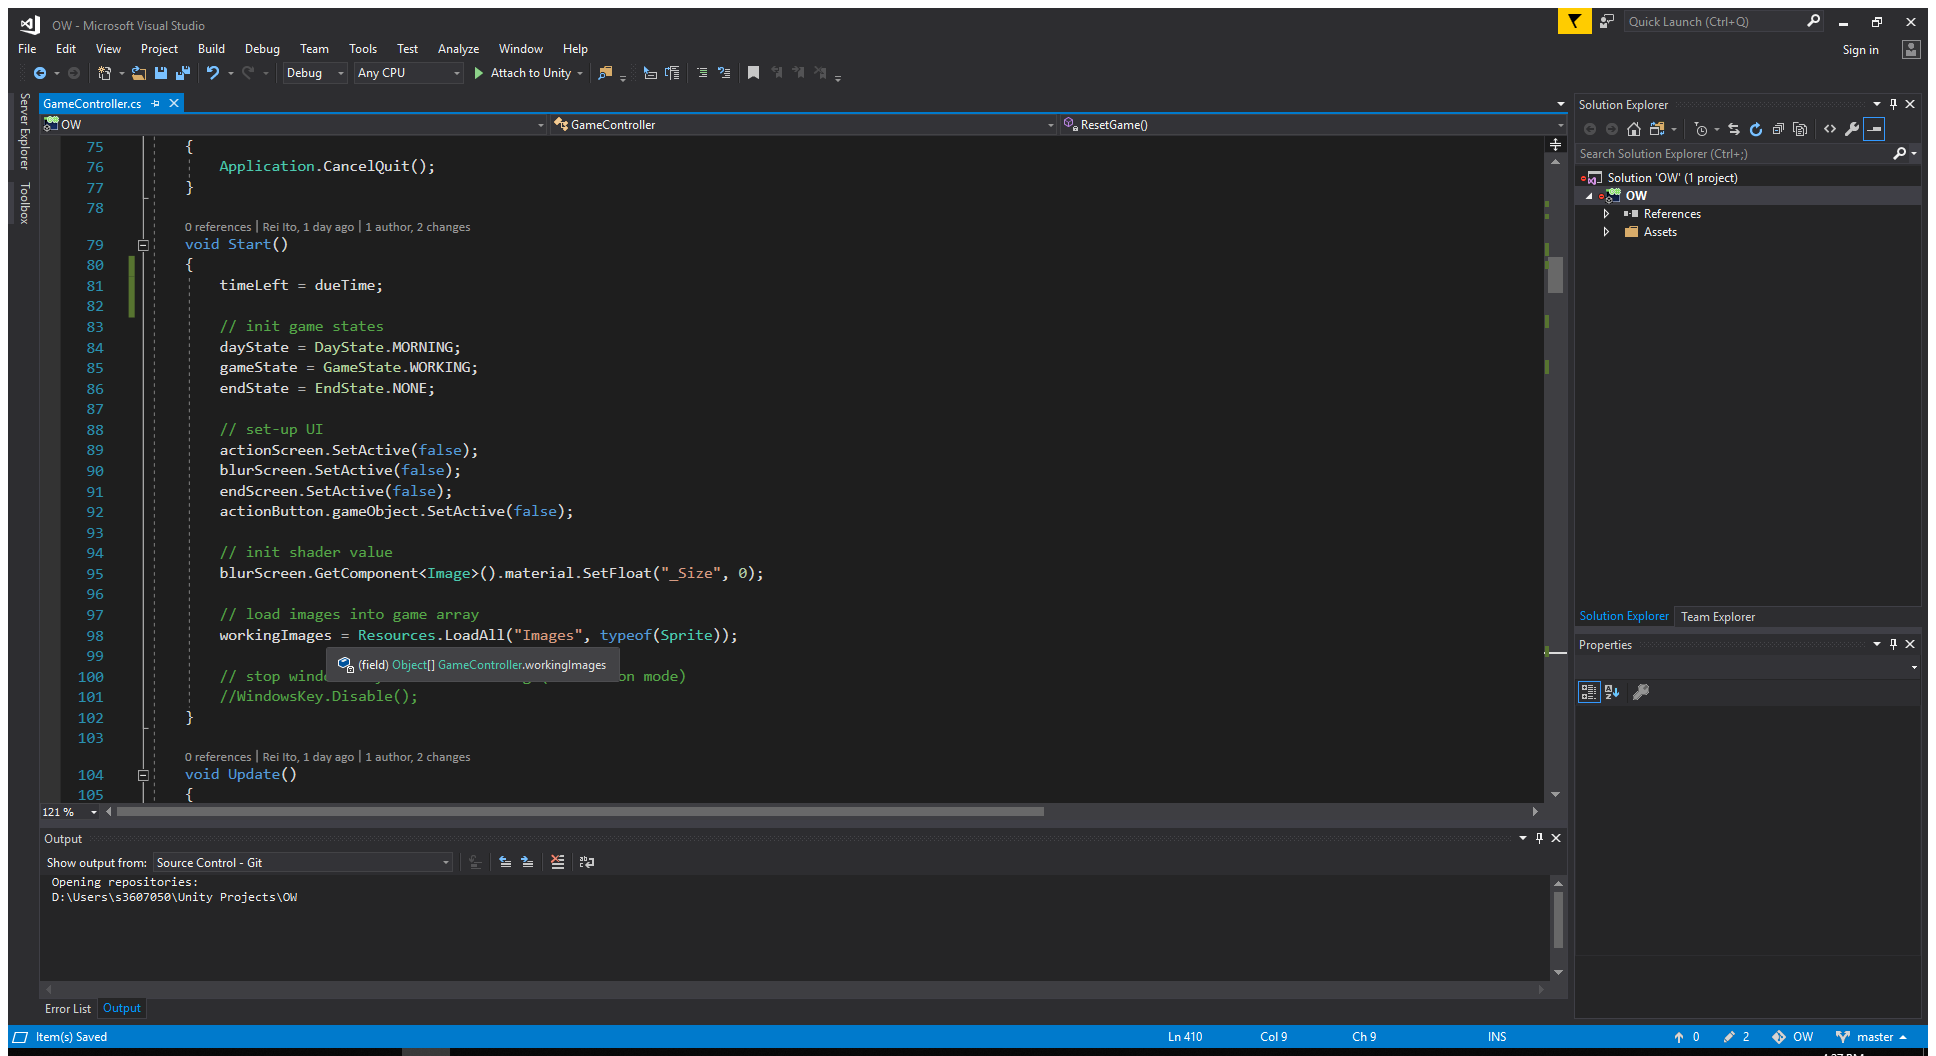 OW - Microsoft Visual Studio
Quick Launch (Ctrl+Q)
File Edit View Project Build Debug Team Tools Test Analyze Window Help
Sign in
Debug Any CPU Attach to Unity
Server Explorer
Toolbox
GameController.cs
OW GameController ResetGame()
75 {
76 Application.CancelQuit();
77 }
78
0 references | Rei Ito, 1 day ago | 1 author, 2 changes
79 void Start()
80 {
81 timeLeft = dueTime;
82
83 // init game states
84 dayState = DayState.MORNING;
85 gameState = GameState.WORKING;
86 endState = EndState.NONE;
87
88 // set-up UI
89 actionScreen.SetActive(false);
90 blurScreen.SetActive(false);
91 endScreen.SetActive(false);
92 actionButton.gameObject.SetActive(false);
93
94 // init shader value
95 blurScreen.GetComponent<Image>().material.SetFloat("_Size", 0);
96
97 // load images into game array
98 workingImages = Resources.LoadAll("Images", typeof(Sprite));
99
(field) Object[] GameController.workingImages
100 // stop on mode)
101 //WindowsKey.Disable();
102 }
103
0 references | Rei Ito, 1 day ago | 1 author, 2 changes
104 void Update()
105 {
121 %
Output
Show output from: Source Control - Git
Opening repositories:
D:\Users\s3607050\Unity Projects\OW
Error List Output
Solution Explorer
Search Solution Explorer (Ctrl+;)
Solution 'OW' (1 project)
OW
References
Assets
Solution Explorer Team Explorer
Properties
Item(s) Saved Ln 410 Col 9 Ch 9 INS 0 2 OW master